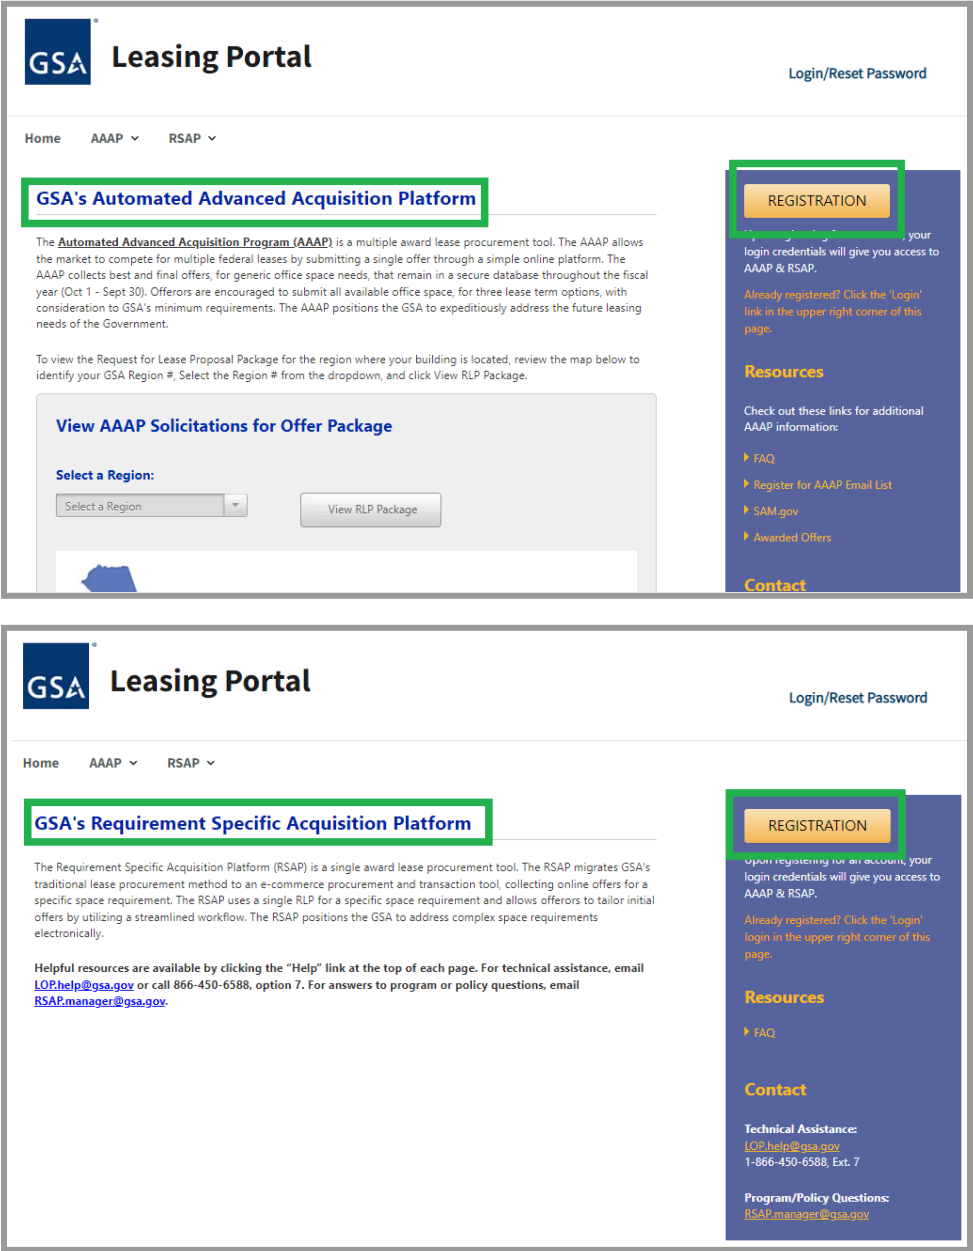 GSA
Leasing Portal
Login/Reset Password
Home AAAP RSAP
GSA's Automated Advanced Acquisition Platform
The Automated Advanced Acquisition Program (AAAP) is a multiple award lease procurement tool. The AAAP allows
the market to compete for multiple federal leases by submitting a single offer through a simple online platform. The
AAAP collects best and final offers, for generic office space needs, that remain in a secure database throughout the fiscal
year (Oct 1 - Sept 30). Offerors are encouraged to submit all available office space, for three lease term options, with
consideration to GSA's minimum requirements. The AAAP positions the GSA to expeditiously address the future leasing
needs of the Government.
To view the Request for Lease Proposal Package for the region where your building is located, review the map below to
identify your GSA Region #, Select the Region # from the dropdown, and click View RLP Package.
View AAAP Solicitations for Offer Package
Select a Region:
Select a Region
View RLP Package
REGISTRATION
your
login credentials will give you access to
AAAP & RSAP.
Already registered? Click the 'Login'
link in the upper right corner of this
page.
Resources
Check out these links for additional
AAAP information:
FAQ
Register for AAAP Email List
SAM.gov
Awarded Offers
Contact
GSA
Leasing Portal
Login/Reset Password
Home AAAP RSAP
GSA's Requirement Specific Acquisition Platform
The Requirement Specific Acquisition Platform (RSAP) is a single award lease procurement tool. The RSAP migrates GSA's
traditional lease procurement method to an e-commerce procurement and transaction tool, collecting online offers for a
specific space requirement. The RSAP uses a single RLP for a specific space requirement and allows offerors to tailor initial
offers by utilizing a streamlined workflow. The RSAP positions the GSA to address complex space requirements
electronically.
Helpful resources are available by clicking the “Help” link at the top of each page. For technical assistance, email
LOP.help@gsa.gov or call 866-450-6588, option 7. For answers to program or policy questions, email
RSAP.manager@gsa.gov.
REGISTRATION
Upon registering for an account, your
login credentials will give you access to
AAAP & RSAP.
Already registered? Click the 'Login'
login in the upper right corner of this
page.
Resources
FAQ
Contact
Technical Assistance:
LOP.help@gsa.gov
1-866-450-6588, Ext. 7
Program/Policy Questions:
RSAP.manager@gsa.gov